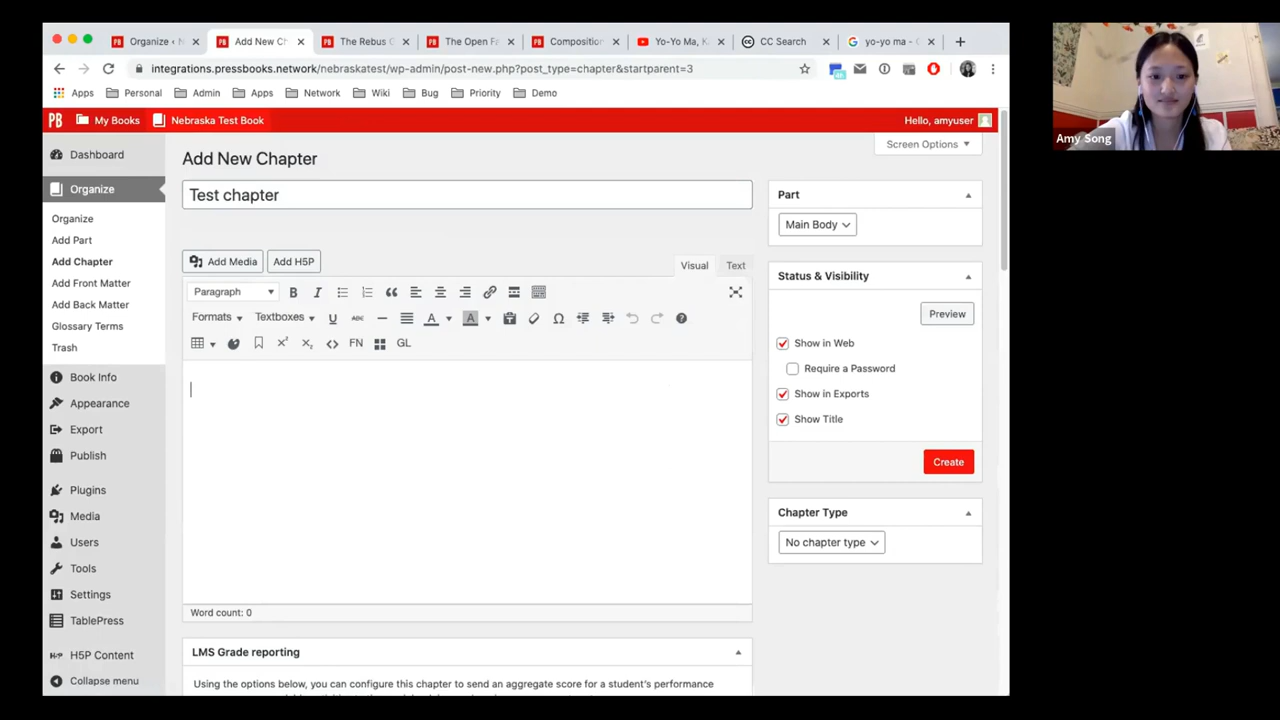 Organize < N
Add New Ch
The Rebus C
The Open Fa
Composition
Yo-Yo Ma, K
CC Search
yo-yo ma - G
integrations.pressbooks.network/nebraskatest/wp-admin/post-new.php?post_type=chapter&startparent=3
Apps Personal Admin Apps Network Wiki Bug Priority Demo
My Books Nebraska Test Book Hello, amyuser
Amy Song
Dashboard
Organize
Organize
Add Part
Add Chapter
Add Front Matter
Add Back Matter
Glossary Terms
Trash
Book Info
Appearance
Export
Publish
Plugins
Media
Users
Tools
Settings
TablePress
H5P Content
Collapse menu
Screen Options
Add New Chapter
Test chapter
Add Media Add H5P
Visual Text
Paragraph
Formats Textboxes
FN GL
Word count: 0
LMS Grade reporting
Using the options below, you can configure this chapter to send an aggregate score for a student's performance
Part
Main Body
Status & Visibility
Preview
Show in Web
Require a Password
Show in Exports
Show Title
Create
Chapter Type
No chapter type